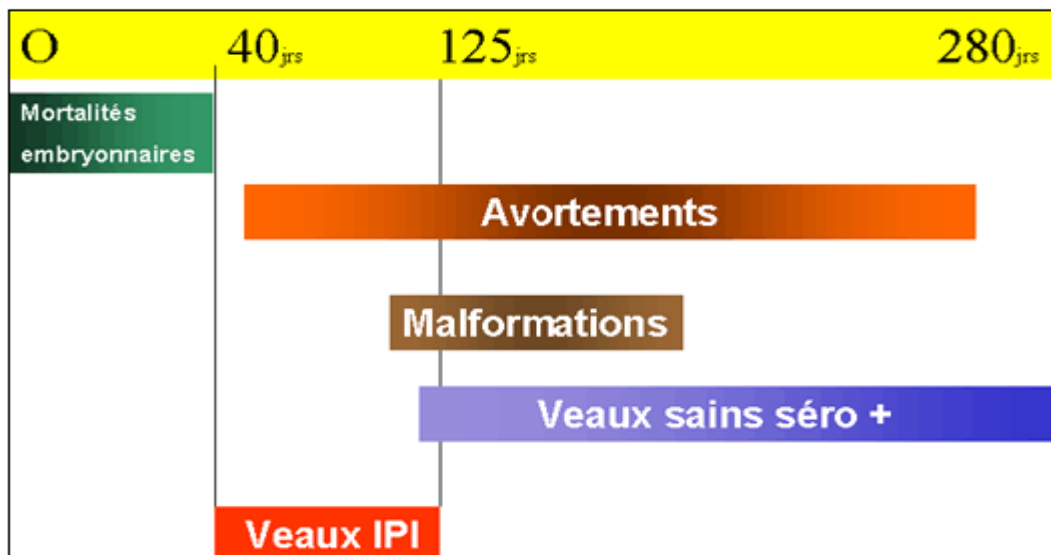 O 40jrs 125jrs 280jrs
Mortalités
embryonnaires
Avortements
Malformations
Veaux sains séro +
Veaux IPI